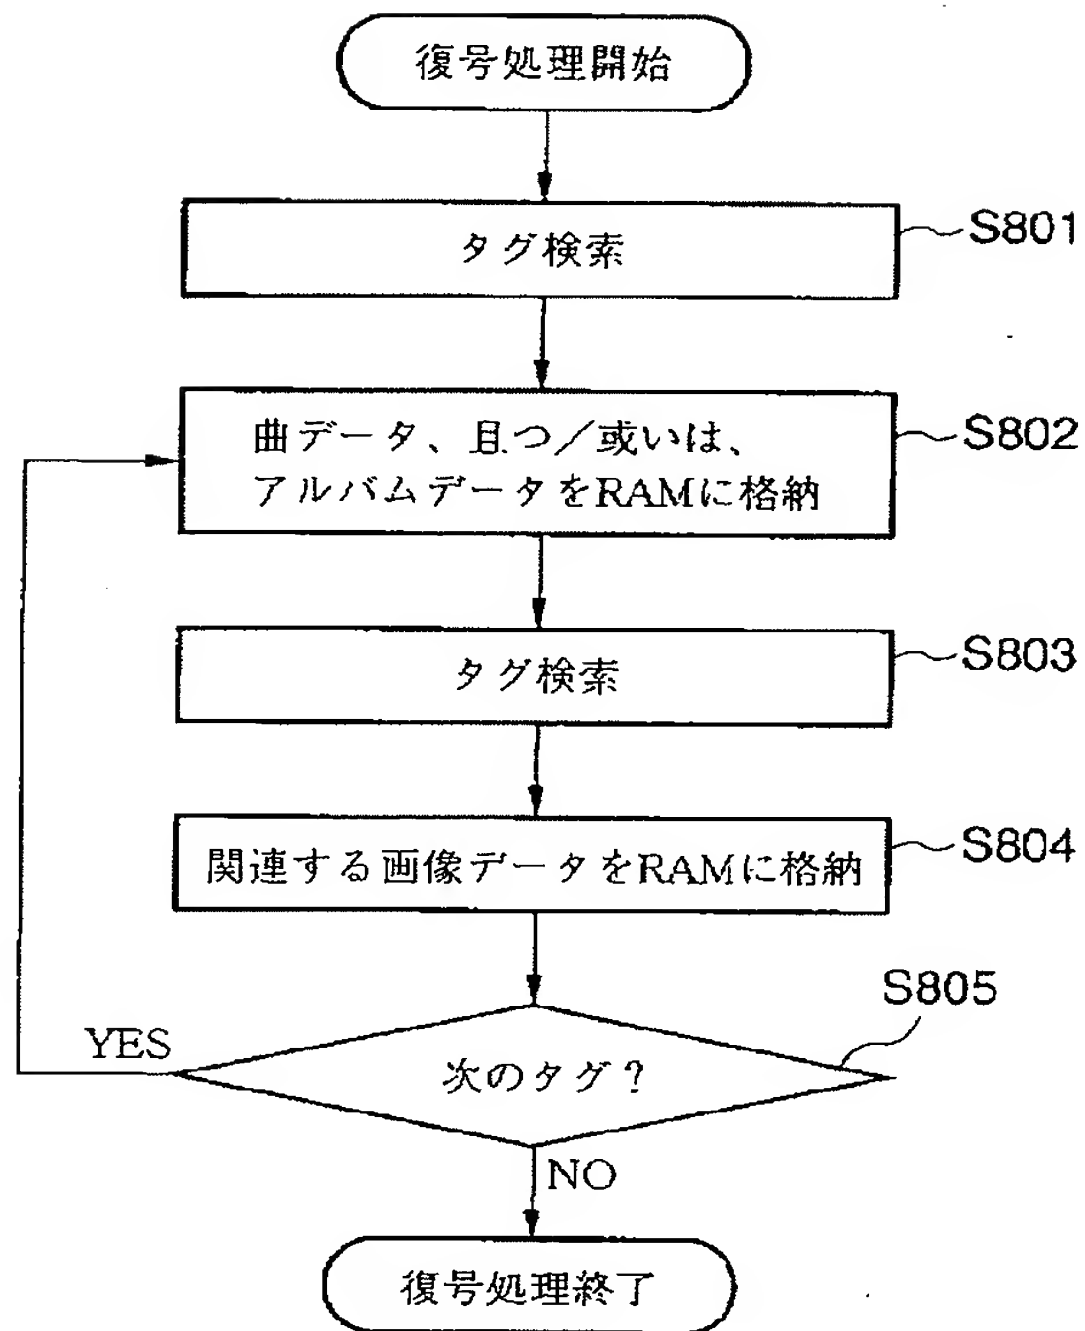 復号処理開始
タグ検索
S801
曲データ、且つ／或いは、
アルバムデータをRAMに格納
S802
タグ検索
S803
関連する画像データをRAMに格納
S804
S805
YES
次のタグ？
NO
復号処理終了